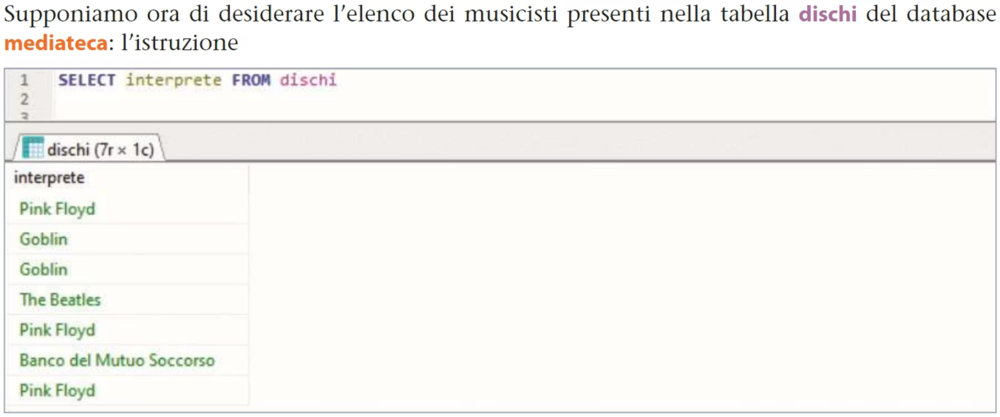 Supponiamo ora di desiderare l'elenco dei musicisti presenti nella tabella dischi del database
mediateca: l'istruzione
1 SELECT interprete FROM dischi
2
3
dischi (7r × 1c)
interprete
Pink Floyd
Goblin
Goblin
The Beatles
Pink Floyd
Banco del Mutuo Soccorso
Pink Floyd